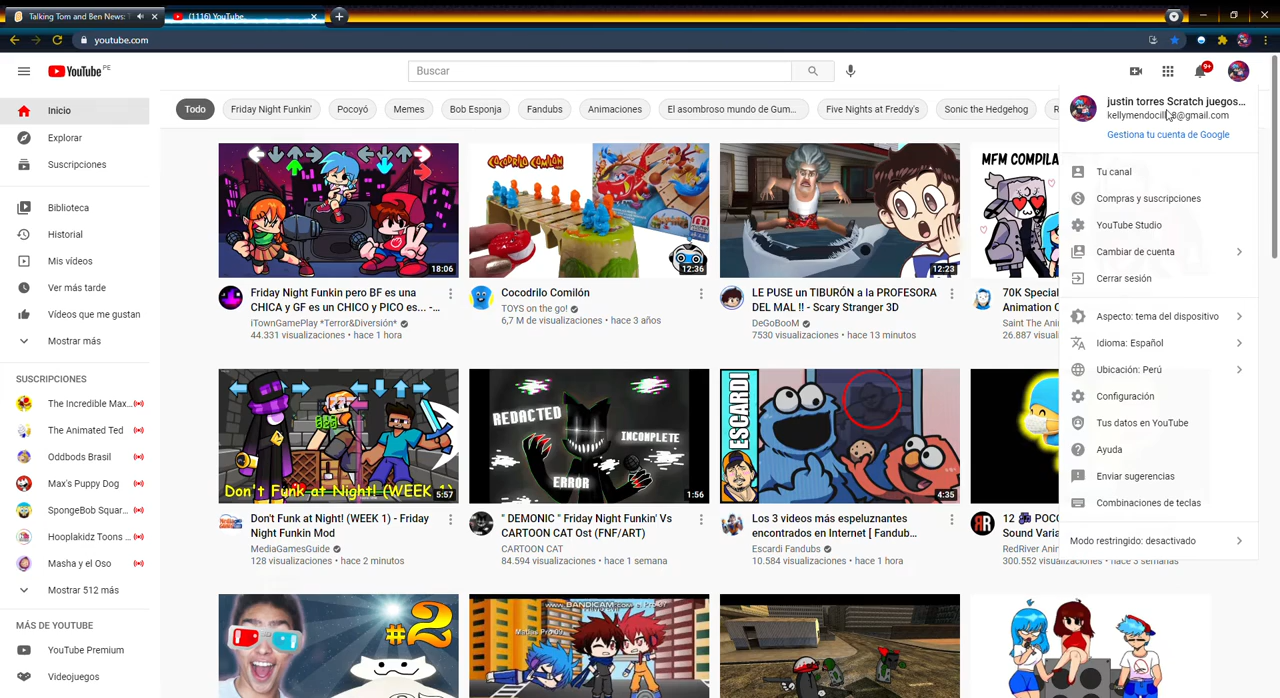 Talking Tom and Ben News:
(1116) YouTube
youtube.com
YouTube PE
Buscar
9+
Todo
Friday Night Funkin'
Pocoyó
Memes
Bob Esponja
Fandubs
Animaciones
El asombroso mundo de Gum...
Five Nights at Freddy's
Sonic the Hedgehog
Inicio
Explorar
Suscripciones
Biblioteca
Historial
Mis vídeos
Ver más tarde
Vídeos que me gustan
Mostrar más
SUSCRIPCIONES
The Incredible Max...
The Animated Ted
Oddbods Brasil
Max's Puppy Dog
SpongeBob Squar...
Hooplakidz Toons ...
Masha y el Oso
Mostrar 512 más
MÁS DE YOUTUBE
YouTube Premium
Videojuegos
18:06
Friday Night Funkin pero BF es una
CHICA y GF es un CHICO y PICO es... -
iTownGamePlay *Terror&Diversión*
44.331 visualizaciones • hace 1 hora
COCODRILO COMILÓN
12:36
Cocodrilo Comilón
TOYS on the go!
6,7 M de visualizaciones • hace 3 años
12:23
LE PUSE un TIBURÓN a la PROFESORA
DEL MAL !! - Scary Stranger 3D
DeGoBooM
7530 visualizaciones • hace 13 minutos
MFM COMPILA
70K Special
Animation C
Saint The Ani
26.887 visual
Don't Funk at Night! (WEEK 1)
5:57
Don't Funk at Night! (WEEK 1) - Friday
Night Funkin Mod
MediaGamesGuide
128 visualizaciones • hace 2 minutos
REDACTED
INCOMPLETE
ERROR
1:56
" DEMONIC " Friday Night Funkin' Vs
CARTOON CAT Ost (FNF/ART)
CARTOON CAT
84.594 visualizaciones • hace 1 semana
ESCARDI
4:35
Los 3 videos más espeluznantes
encontrados en Internet [ Fandub...
Escardi Fandubs
10.584 visualizaciones • hace 1 hora
RR
12 POC
Sound Varia
RedRiver Anin
300.552 visualizaciones • hace 3 semanas
#2
www.BANDICAM.com
justin torres Scratch juegos...
Gestiona tu cuenta de Google
Tu canal
Compras y suscripciones
YouTube Studio
Cambiar de cuenta
Cerrar sesión
Aspecto: tema del dispositivo
Idioma: Español
Ubicación: Perú
Configuración
Tus datos en YouTube
Ayuda
Enviar sugerencias
Combinaciones de teclas
Modo restringido: desactivado